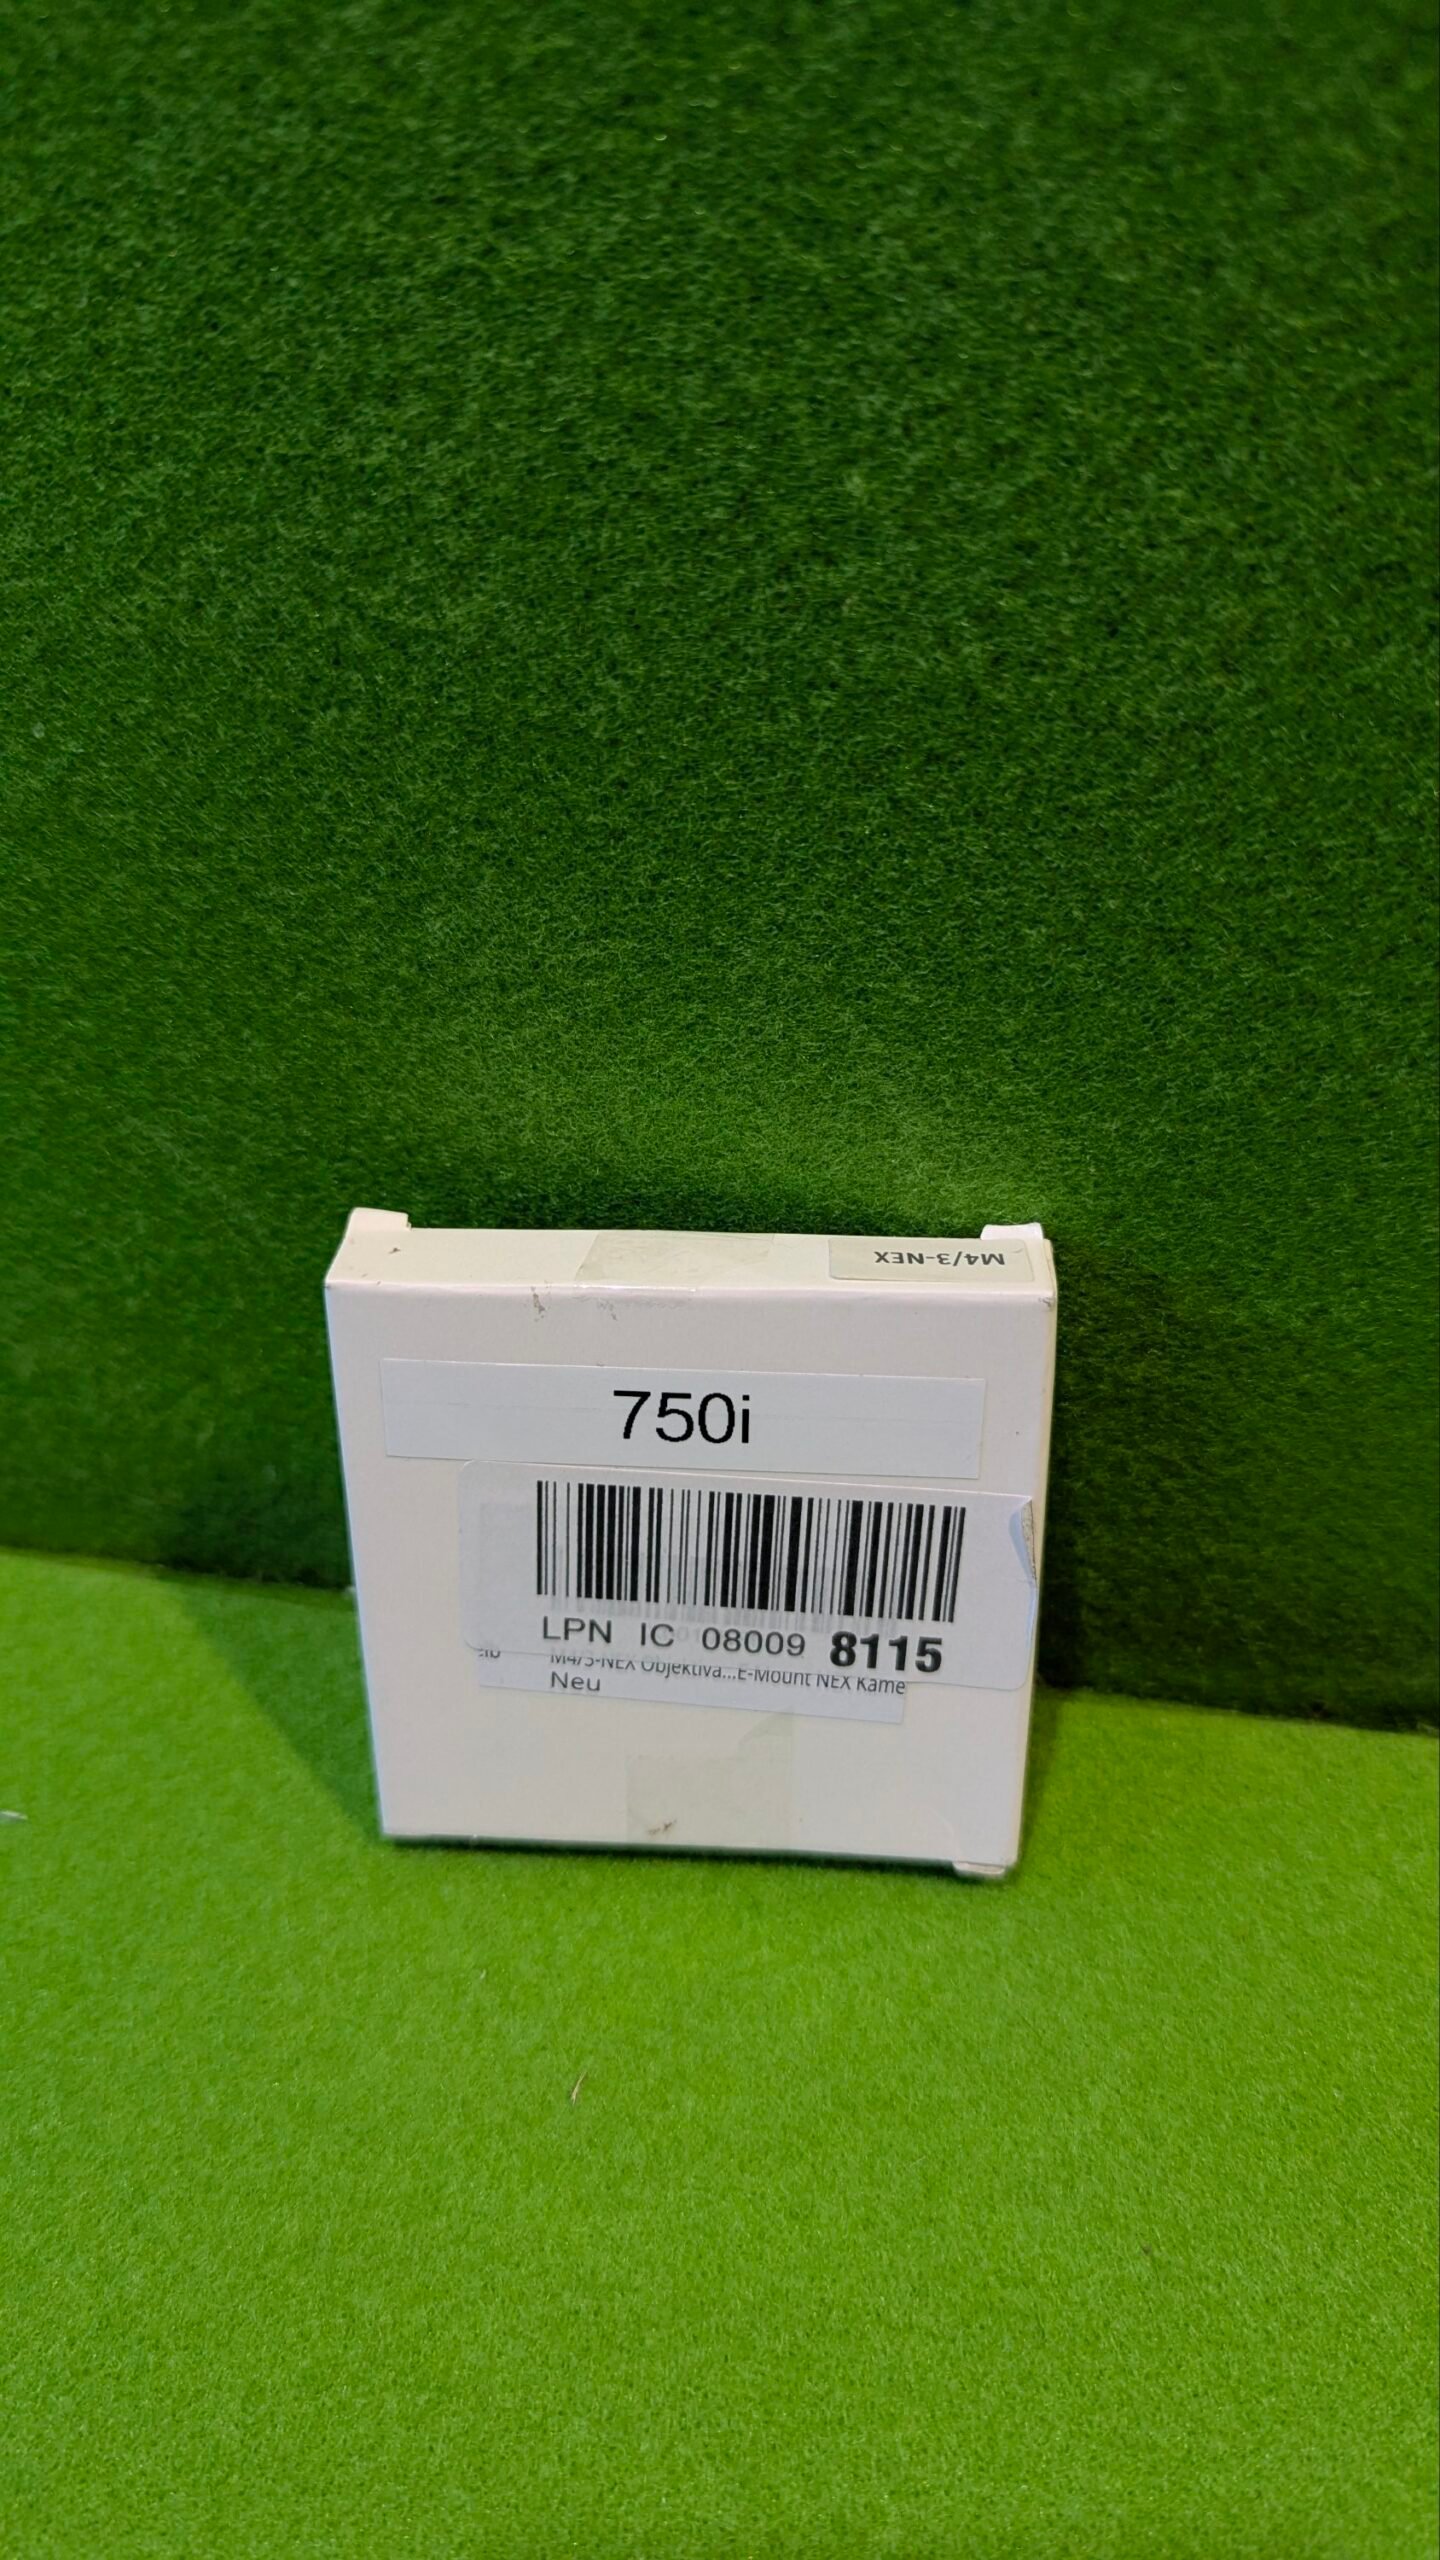 M4/3-NEX
750i
LPN IC 08009 8115
M4/3-NEX Objektiva...E-Mount NEX Kame
Neu